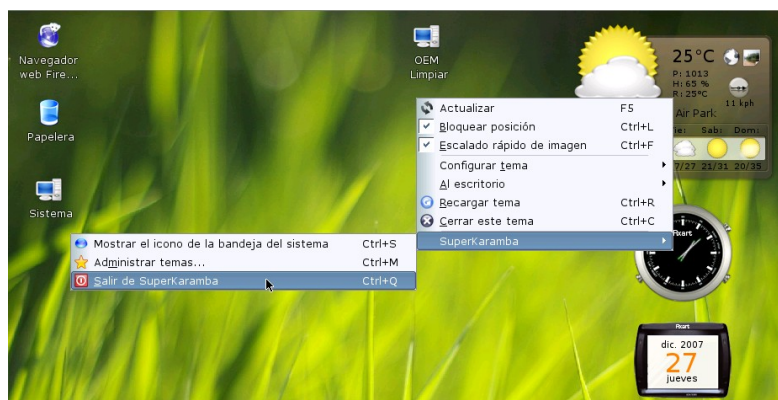 Navegador
web Fire...
Papelera
Sistema
OEM
Limpiar
25°C
P: 1013
H: 65 %
R: 25°C
11 kph
Air Park
Sab:
Dom:
7/27 21/31 20/35
Actualizar F5
Bloquear posición Ctrl+L
Escalado rápido de imagen Ctrl+F
Configurar tema
Al escritorio
Recargar tema Ctrl+R
Cerrar este tema Ctrl+C
SuperKaramba
Mostrar el icono de la bandeja del sistema Ctrl+S
Administrar temas... Ctrl+M
Salir de SuperKaramba Ctrl+Q
dic. 2007
27
jueves